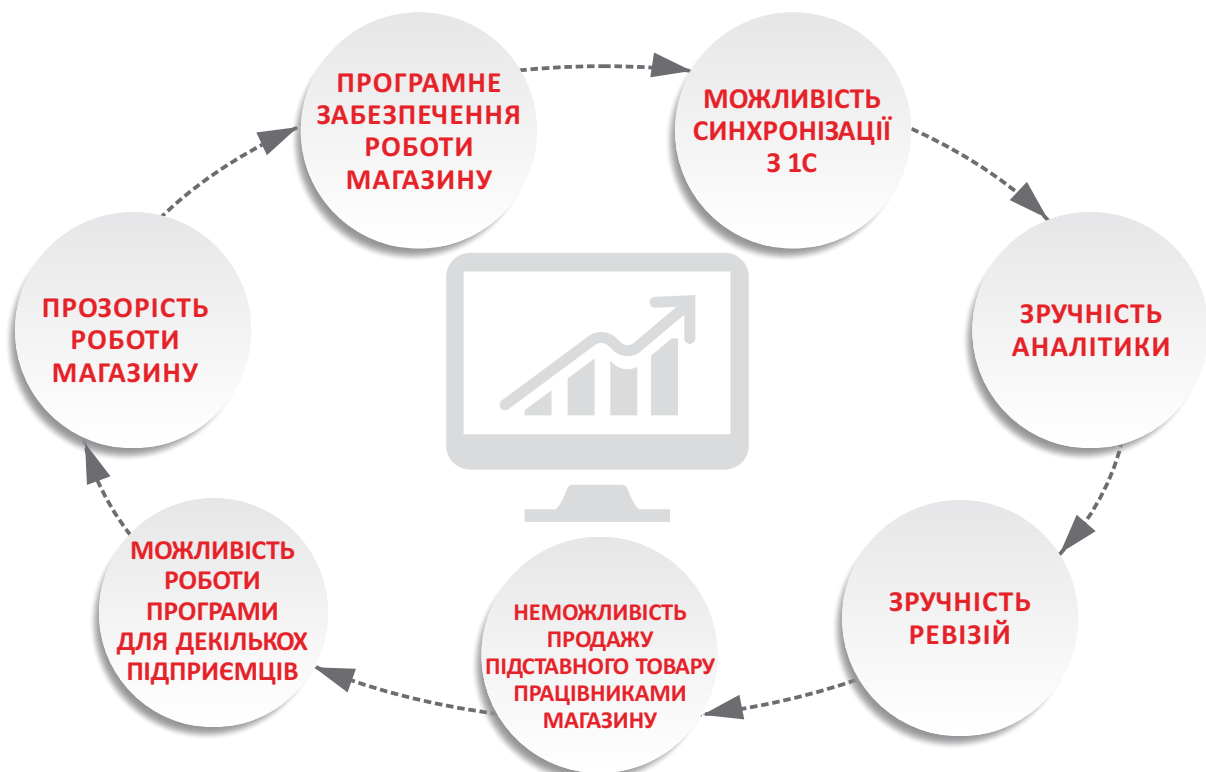 ПРОГРАМНЕ
ЗАБЕЗПЕЧЕННЯ
РОБОТИ
МАГАЗИНУ
МОЖЛИВІСТЬ
СИНХРОНІЗАЦІЇ
З 1С
ЗРУЧНІСТЬ
АНАЛІТИКИ
ЗРУЧНІСТЬ
РЕВІЗІЙ
НЕМОЖЛИВІСТЬ
ПРОДАЖУ
ПІДСТАВНОГО ТОВАРУ
ПРАЦІВНИКАМИ
МАГАЗИНУ
МОЖЛИВІСТЬ
РОБОТИ
ПРОГРАМИ
ДЛЯ ДЕКІЛЬКОХ
ПІДПРИЄМЦІВ
ПРОЗОРІСТЬ
РОБОТИ
МАГАЗИНУ